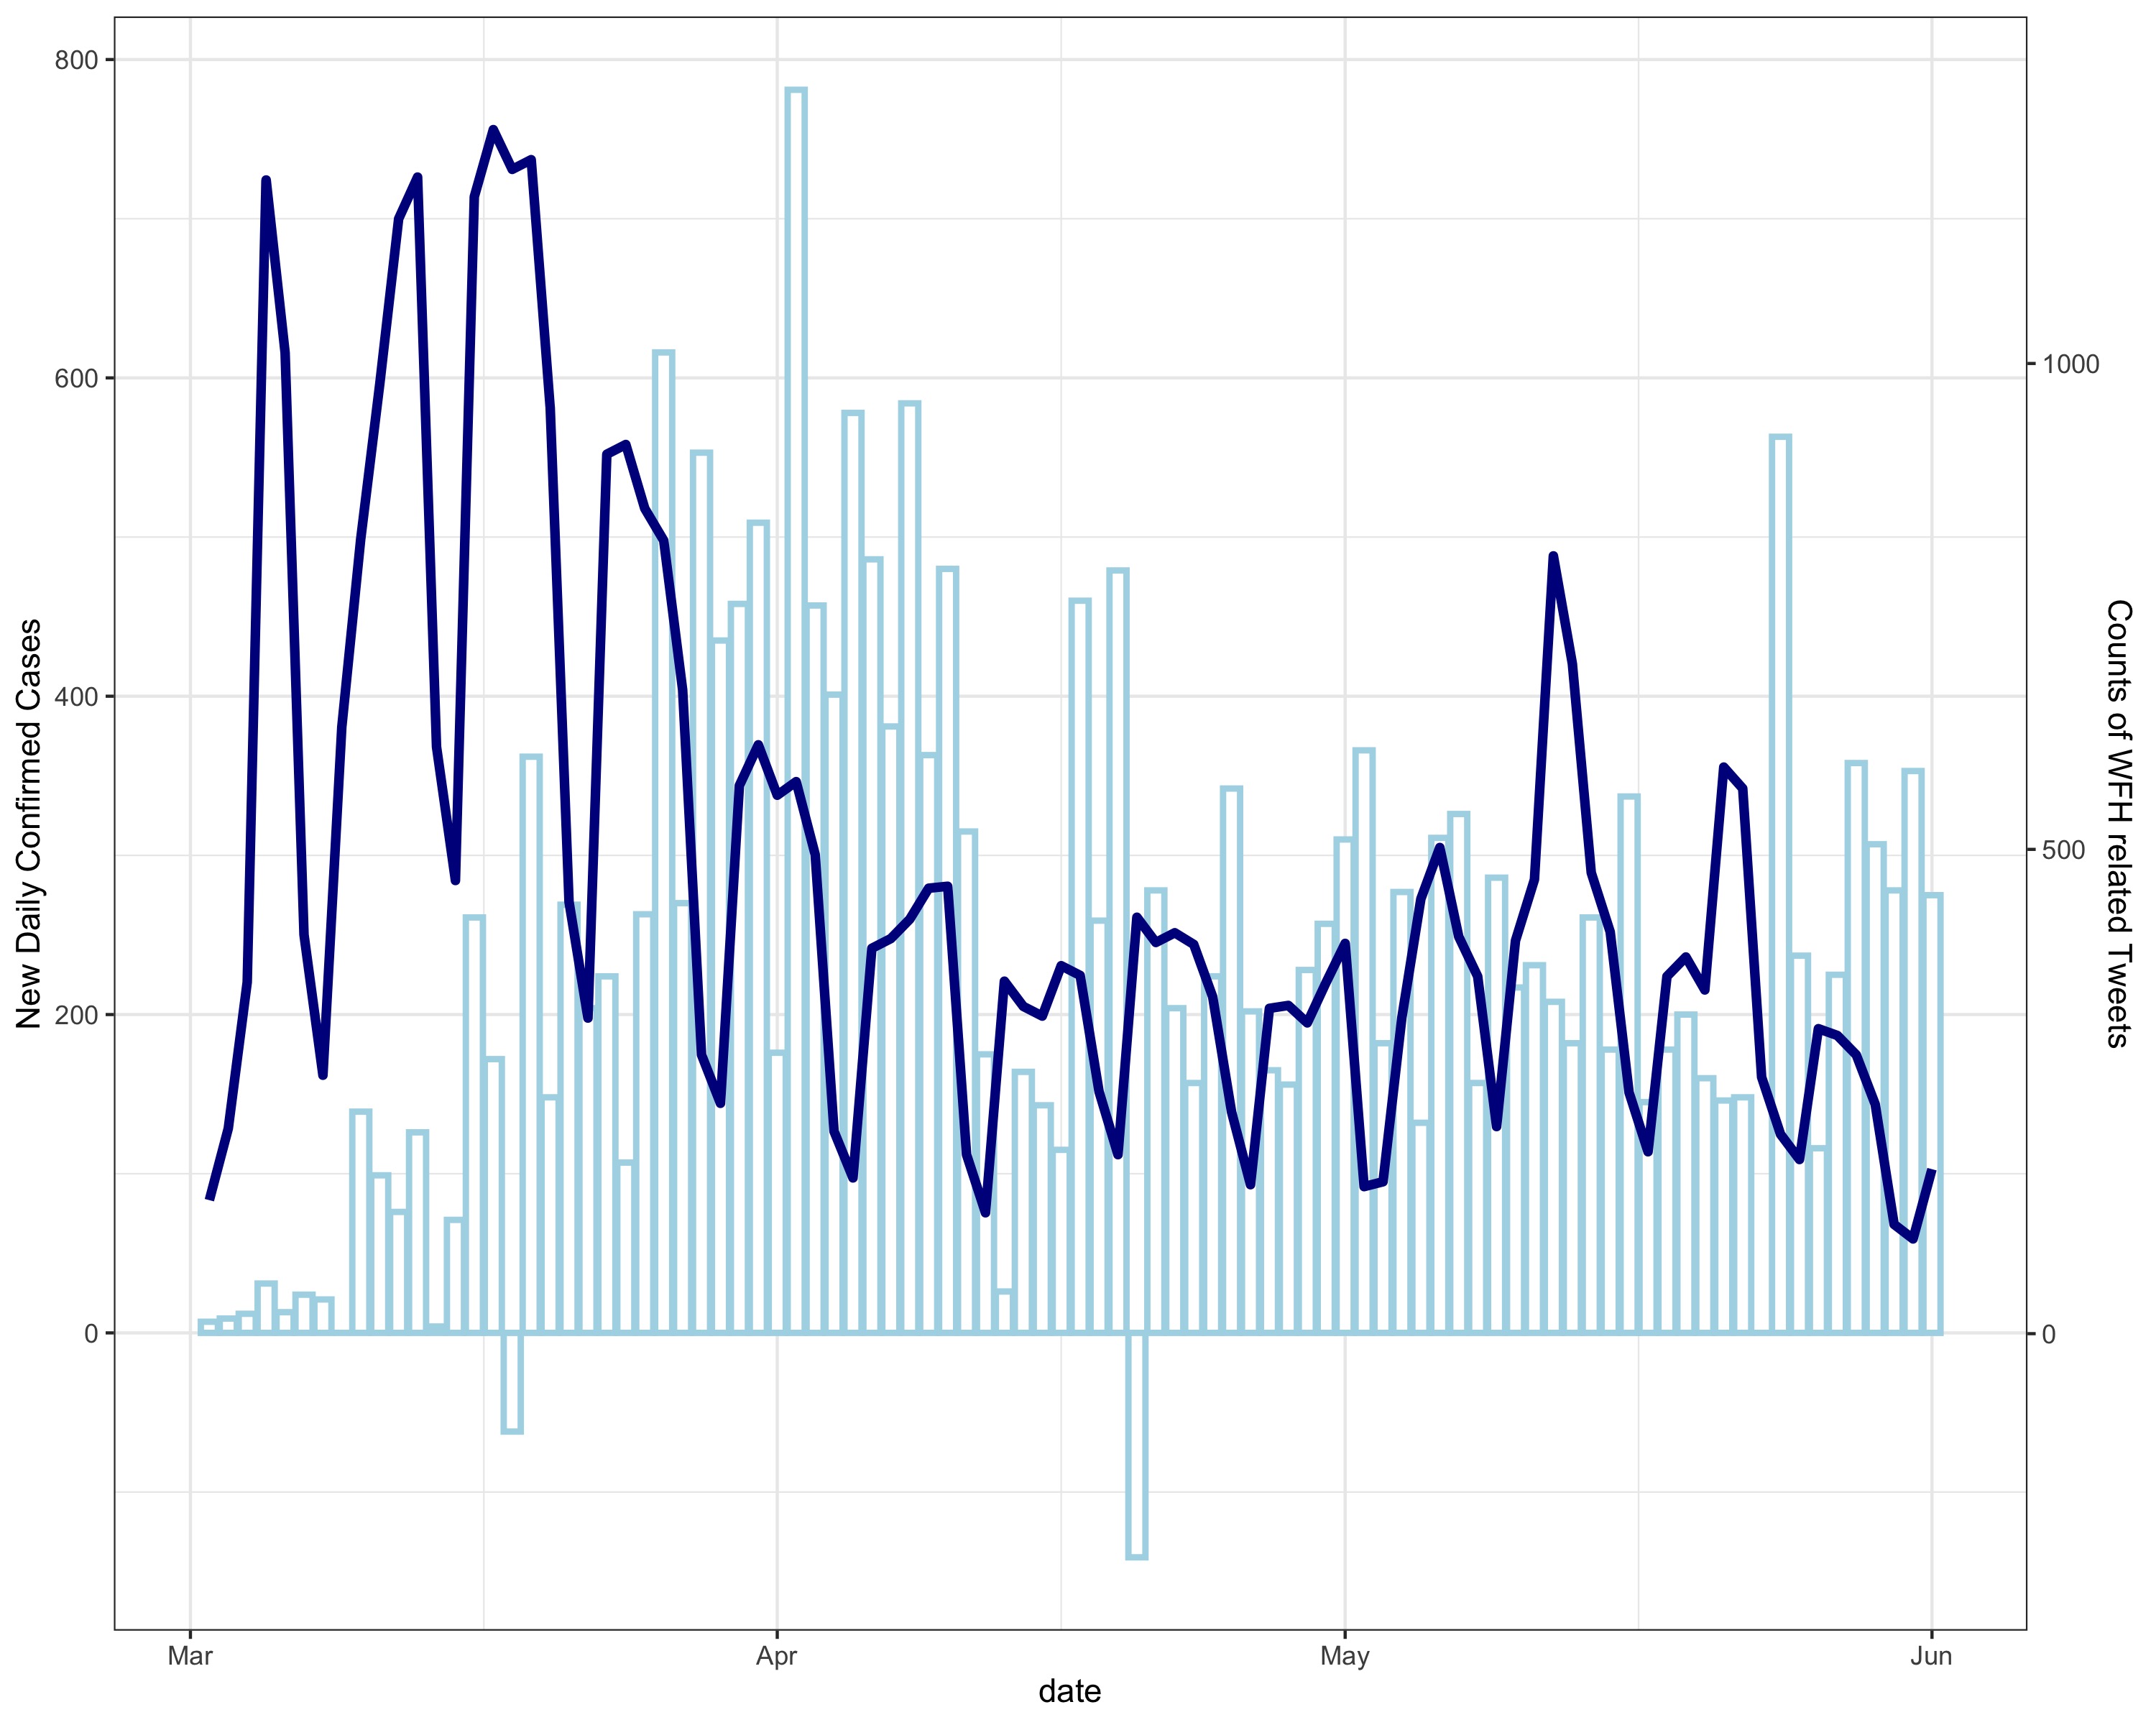 New Daily Confirmed Cases
800
600
400
200
0
1000
500
0
Counts of WFH related Tweets
Mar
Apr
May
Jun
date